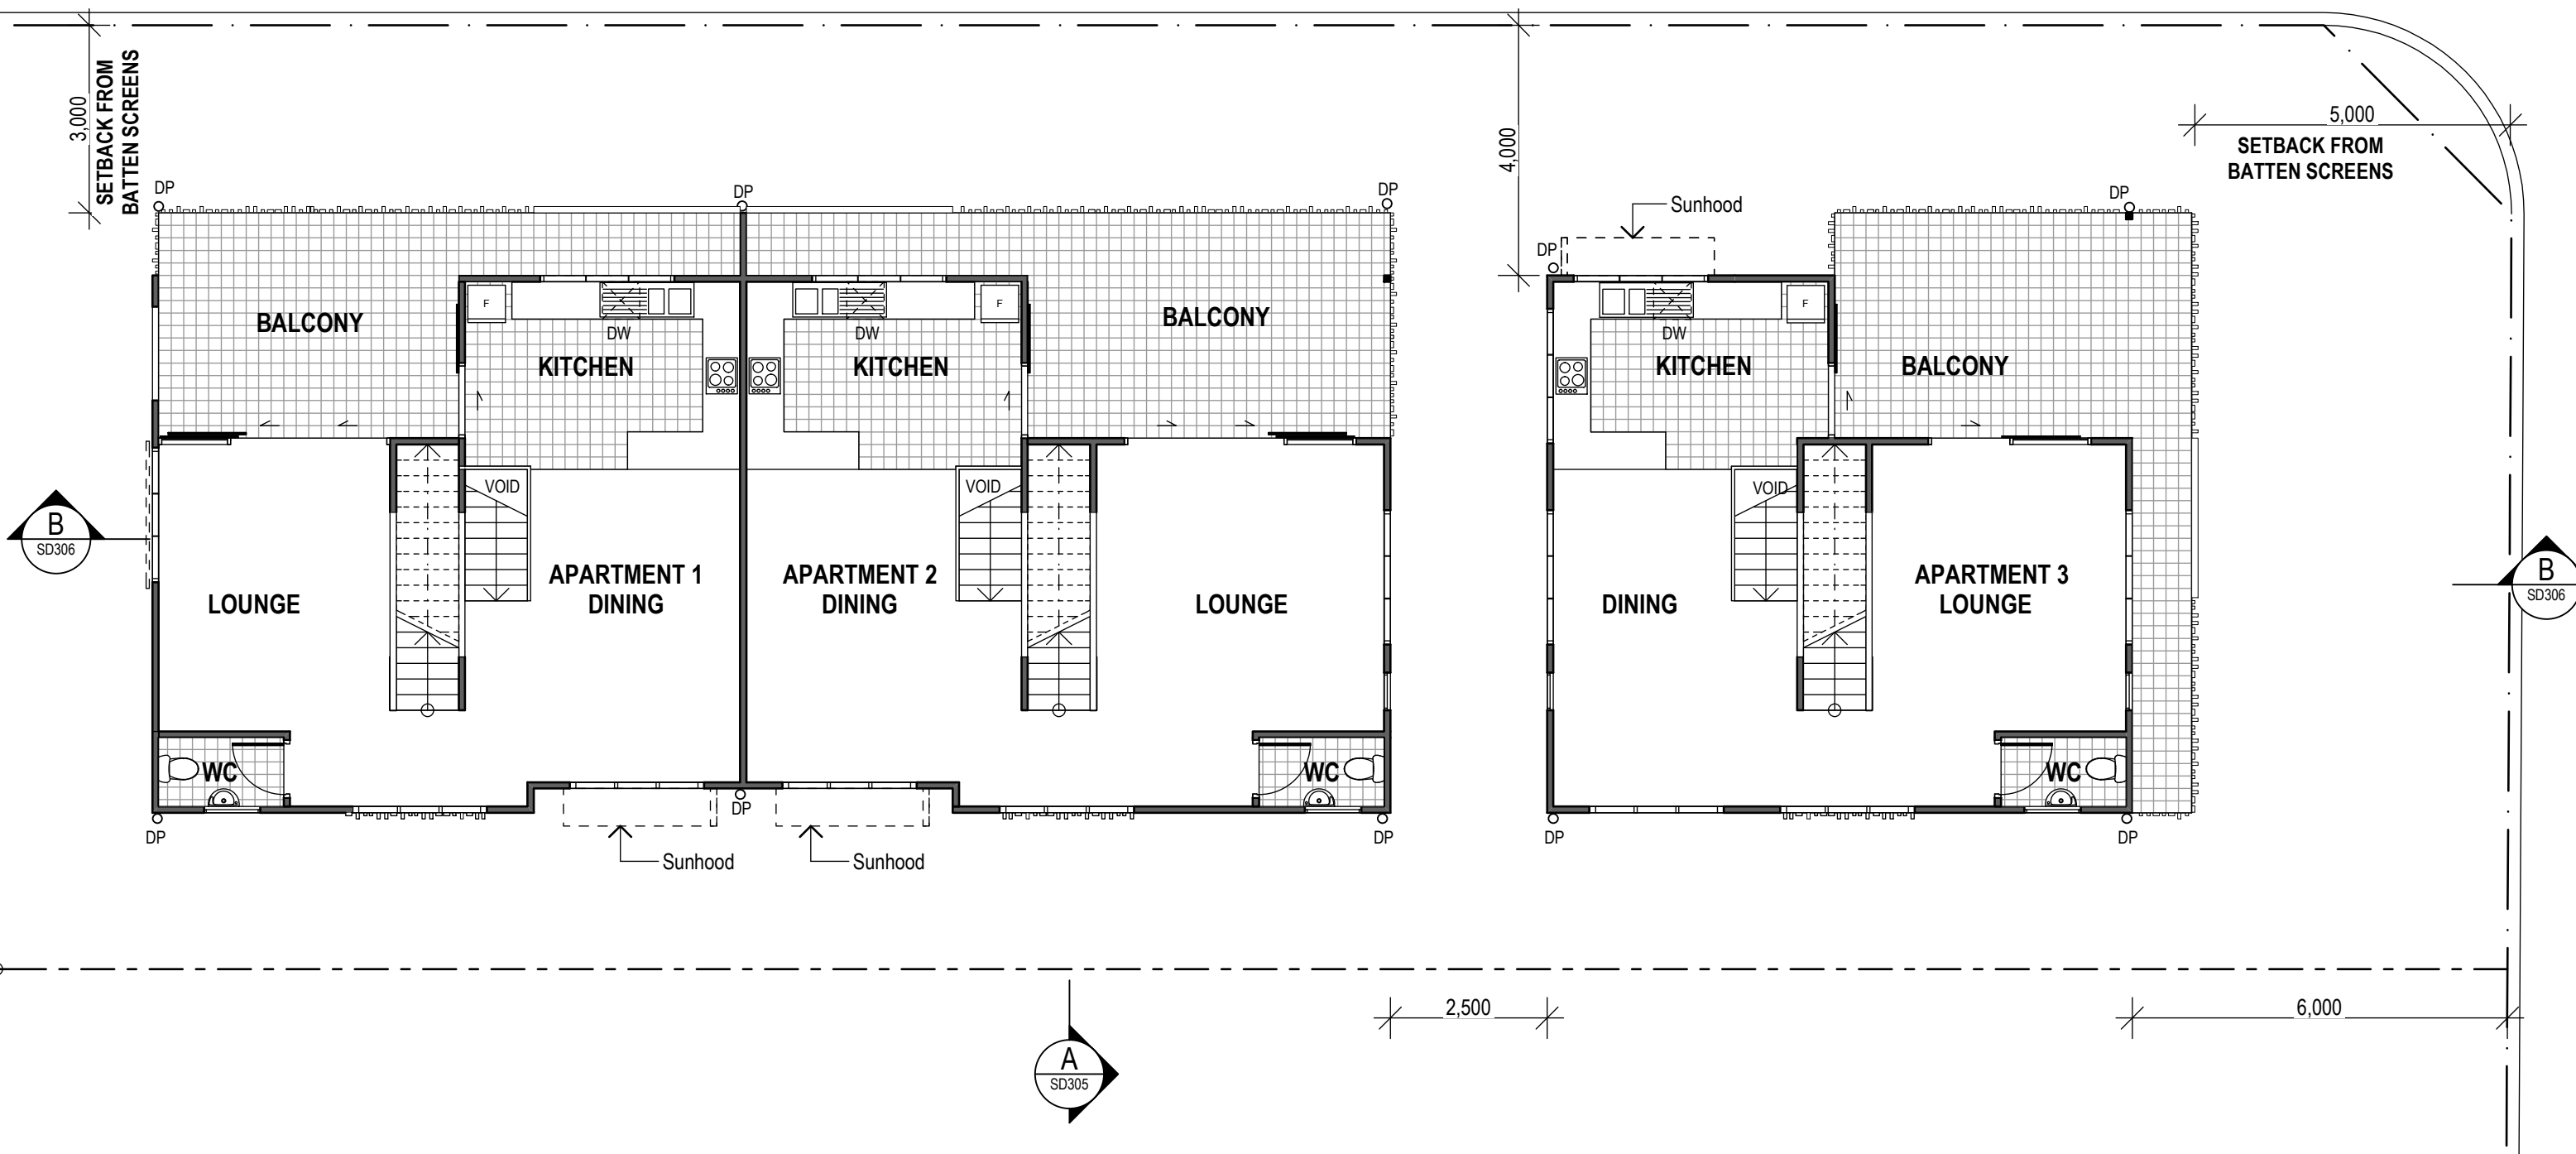 3,000
SETBACK FROM
BATTEN SCREENS
4,000
5,000
SETBACK FROM
BATTEN SCREENS
DP
DP
DP
DP
DP
Sunhood
BALCONY
F
DW
KITCHEN
DW
F
KITCHEN
BALCONY
DW
F
KITCHEN
BALCONY
VOID
VOID
VOID
B
SD306
B
SD306
LOUNGE
APARTMENT 1
DINING
APARTMENT 2
DINING
LOUNGE
DINING
APARTMENT 3
LOUNGE
WC
WC
WC
DP
DP
DP
DP
DP
Sunhood
Sunhood
2,500
6,000
A
SD305